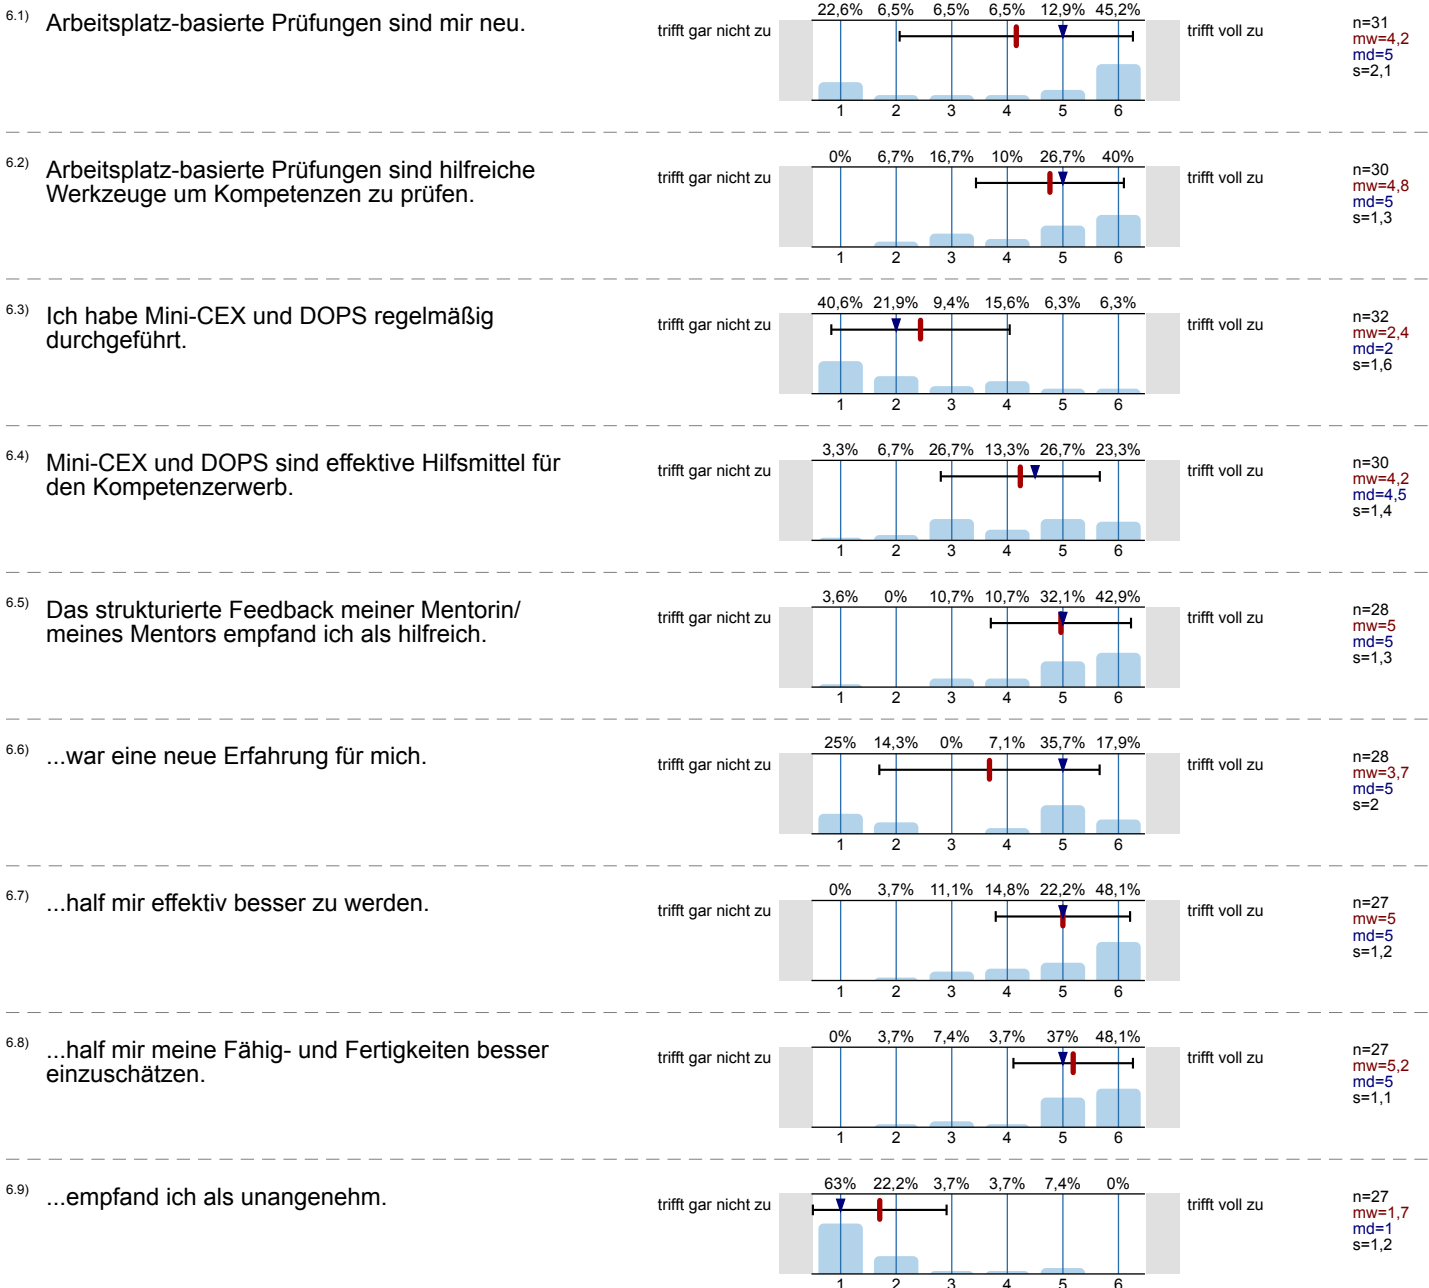 6.1) Arbeitsplatz-basierte Prüfungen sind mir neu.
trifft gar nicht zu
22,6% 6,5% 6,5% 6,5% 12,9% 45,2%
1 2 3 4 5 6
trifft voll zu
n=31
mw=4,2
md=5
s=2,1
6.2) Arbeitsplatz-basierte Prüfungen sind hilfreiche
Werkzeuge um Kompetenzen zu prüfen.
trifft gar nicht zu
0% 6,7% 16,7% 10% 26,7% 40%
1 2 3 4 5 6
trifft voll zu
n=30
mw=4,8
md=5
s=1,3
6.3) Ich habe Mini-CEX und DOPS regelmäßig
durchgeführt.
trifft gar nicht zu
40,6% 21,9% 9,4% 15,6% 6,3% 6,3%
1 2 3 4 5 6
trifft voll zu
n=32
mw=2,4
md=2
s=1,6
6.4) Mini-CEX und DOPS sind effektive Hilfsmittel für
den Kompetenzerwerb.
trifft gar nicht zu
3,3% 6,7% 26,7% 13,3% 26,7% 23,3%
1 2 3 4 5 6
trifft voll zu
n=30
mw=4,2
md=4,5
s=1,4
6.5) Das strukturierte Feedback meiner Mentorin/
meines Mentors empfand ich als hilfreich.
trifft gar nicht zu
3,6% 0% 10,7% 10,7% 32,1% 42,9%
1 2 3 4 5 6
trifft voll zu
n=28
mw=5
md=5
s=1,3
6.6) ...war eine neue Erfahrung für mich.
trifft gar nicht zu
25% 14,3% 0% 7,1% 35,7% 17,9%
1 2 3 4 5 6
trifft voll zu
n=28
mw=3,7
md=5
s=2
6.7) ...half mir effektiv besser zu werden.
trifft gar nicht zu
0% 3,7% 11,1% 14,8% 22,2% 48,1%
1 2 3 4 5 6
trifft voll zu
n=27
mw=5
md=5
s=1,2
6.8) ...half mir meine Fähig- und Fertigkeiten besser
einzuschätzen.
trifft gar nicht zu
0% 3,7% 7,4% 3,7% 37% 48,1%
1 2 3 4 5 6
trifft voll zu
n=27
mw=5,2
md=5
s=1,1
6.9) ...empfand ich als unangenehm.
trifft gar nicht zu
63% 22,2% 3,7% 3,7% 7,4% 0%
1 2 3 4 5 6
trifft voll zu
n=27
mw=1,7
md=1
s=1,2